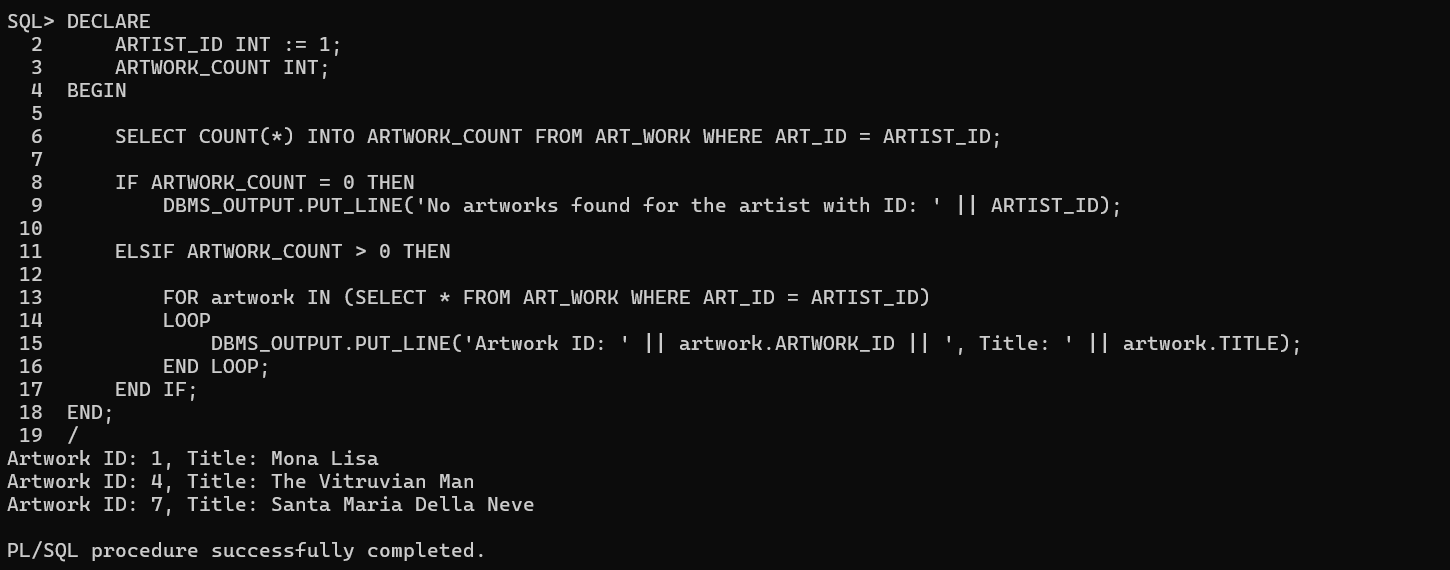 SQL> DECLARE
  2      ARTIST_ID INT := 1;
  3      ARTWORK_COUNT INT;
  4  BEGIN
  5
  6      SELECT COUNT(*) INTO ARTWORK_COUNT FROM ART_WORK WHERE ART_ID = ARTIST_ID;
  7
  8      IF ARTWORK_COUNT = 0 THEN
  9          DBMS_OUTPUT.PUT_LINE('No artworks found for the artist with ID: ' || ARTIST_ID);
 10
 11      ELSIF ARTWORK_COUNT > 0 THEN
 12
 13          FOR artwork IN (SELECT * FROM ART_WORK WHERE ART_ID = ARTIST_ID)
 14          LOOP
 15              DBMS_OUTPUT.PUT_LINE('Artwork ID: ' || artwork.ARTWORK_ID || ', Title: ' || artwork.TITLE);
 16          END LOOP;
 17      END IF;
 18  END;
 19  /
Artwork ID: 1, Title: Mona Lisa
Artwork ID: 4, Title: The Vitruvian Man
Artwork ID: 7, Title: Santa Maria Della Neve

PL/SQL procedure successfully completed.